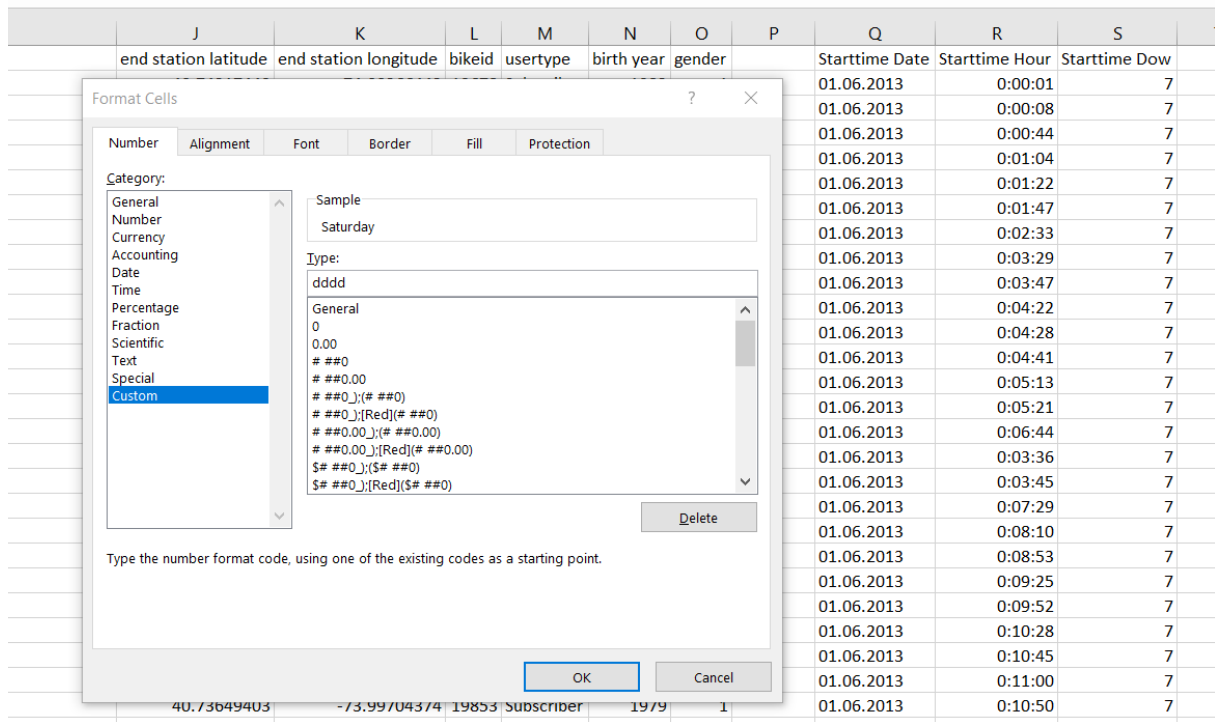 J K L M N O P Q R S
end station latitude end station longitude bikeid usertype birth year gender Starttime Date Starttime Hour Starttime Dow
Format Cells ? ×
Number Alignment Font Border Fill Protection
Category:
General
Number
Currency
Accounting
Date
Time
Percentage
Fraction
Scientific
Text
Special
Custom
Sample
Saturday
Type:
dddd
General
0
0.00
# ##0
# ##0.00
# ##0_);(# ##0)
# ##0_);[Red](# ##0)
# ##0.00_);(# ##0.00)
# ##0.00_);[Red](# ##0.00)
$# ##0_);($# ##0)
$# ##0_);[Red]($# ##0)
Delete
Type the number format code, using one of the existing codes as a starting point.
OK Cancel
01.06.2013 0:00:01 7
01.06.2013 0:00:08 7
01.06.2013 0:00:44 7
01.06.2013 0:01:04 7
01.06.2013 0:01:22 7
01.06.2013 0:01:47 7
01.06.2013 0:02:33 7
01.06.2013 0:03:29 7
01.06.2013 0:03:47 7
01.06.2013 0:04:22 7
01.06.2013 0:04:28 7
01.06.2013 0:04:41 7
01.06.2013 0:05:13 7
01.06.2013 0:05:21 7
01.06.2013 0:06:44 7
01.06.2013 0:03:36 7
01.06.2013 0:03:45 7
01.06.2013 0:07:29 7
01.06.2013 0:08:10 7
01.06.2013 0:08:53 7
01.06.2013 0:09:25 7
01.06.2013 0:09:52 7
01.06.2013 0:10:28 7
01.06.2013 0:10:45 7
01.06.2013 0:11:00 7
40.73649403 -73.99704374 19853 Subscriber 1979 1 01.06.2013 0:10:50 7